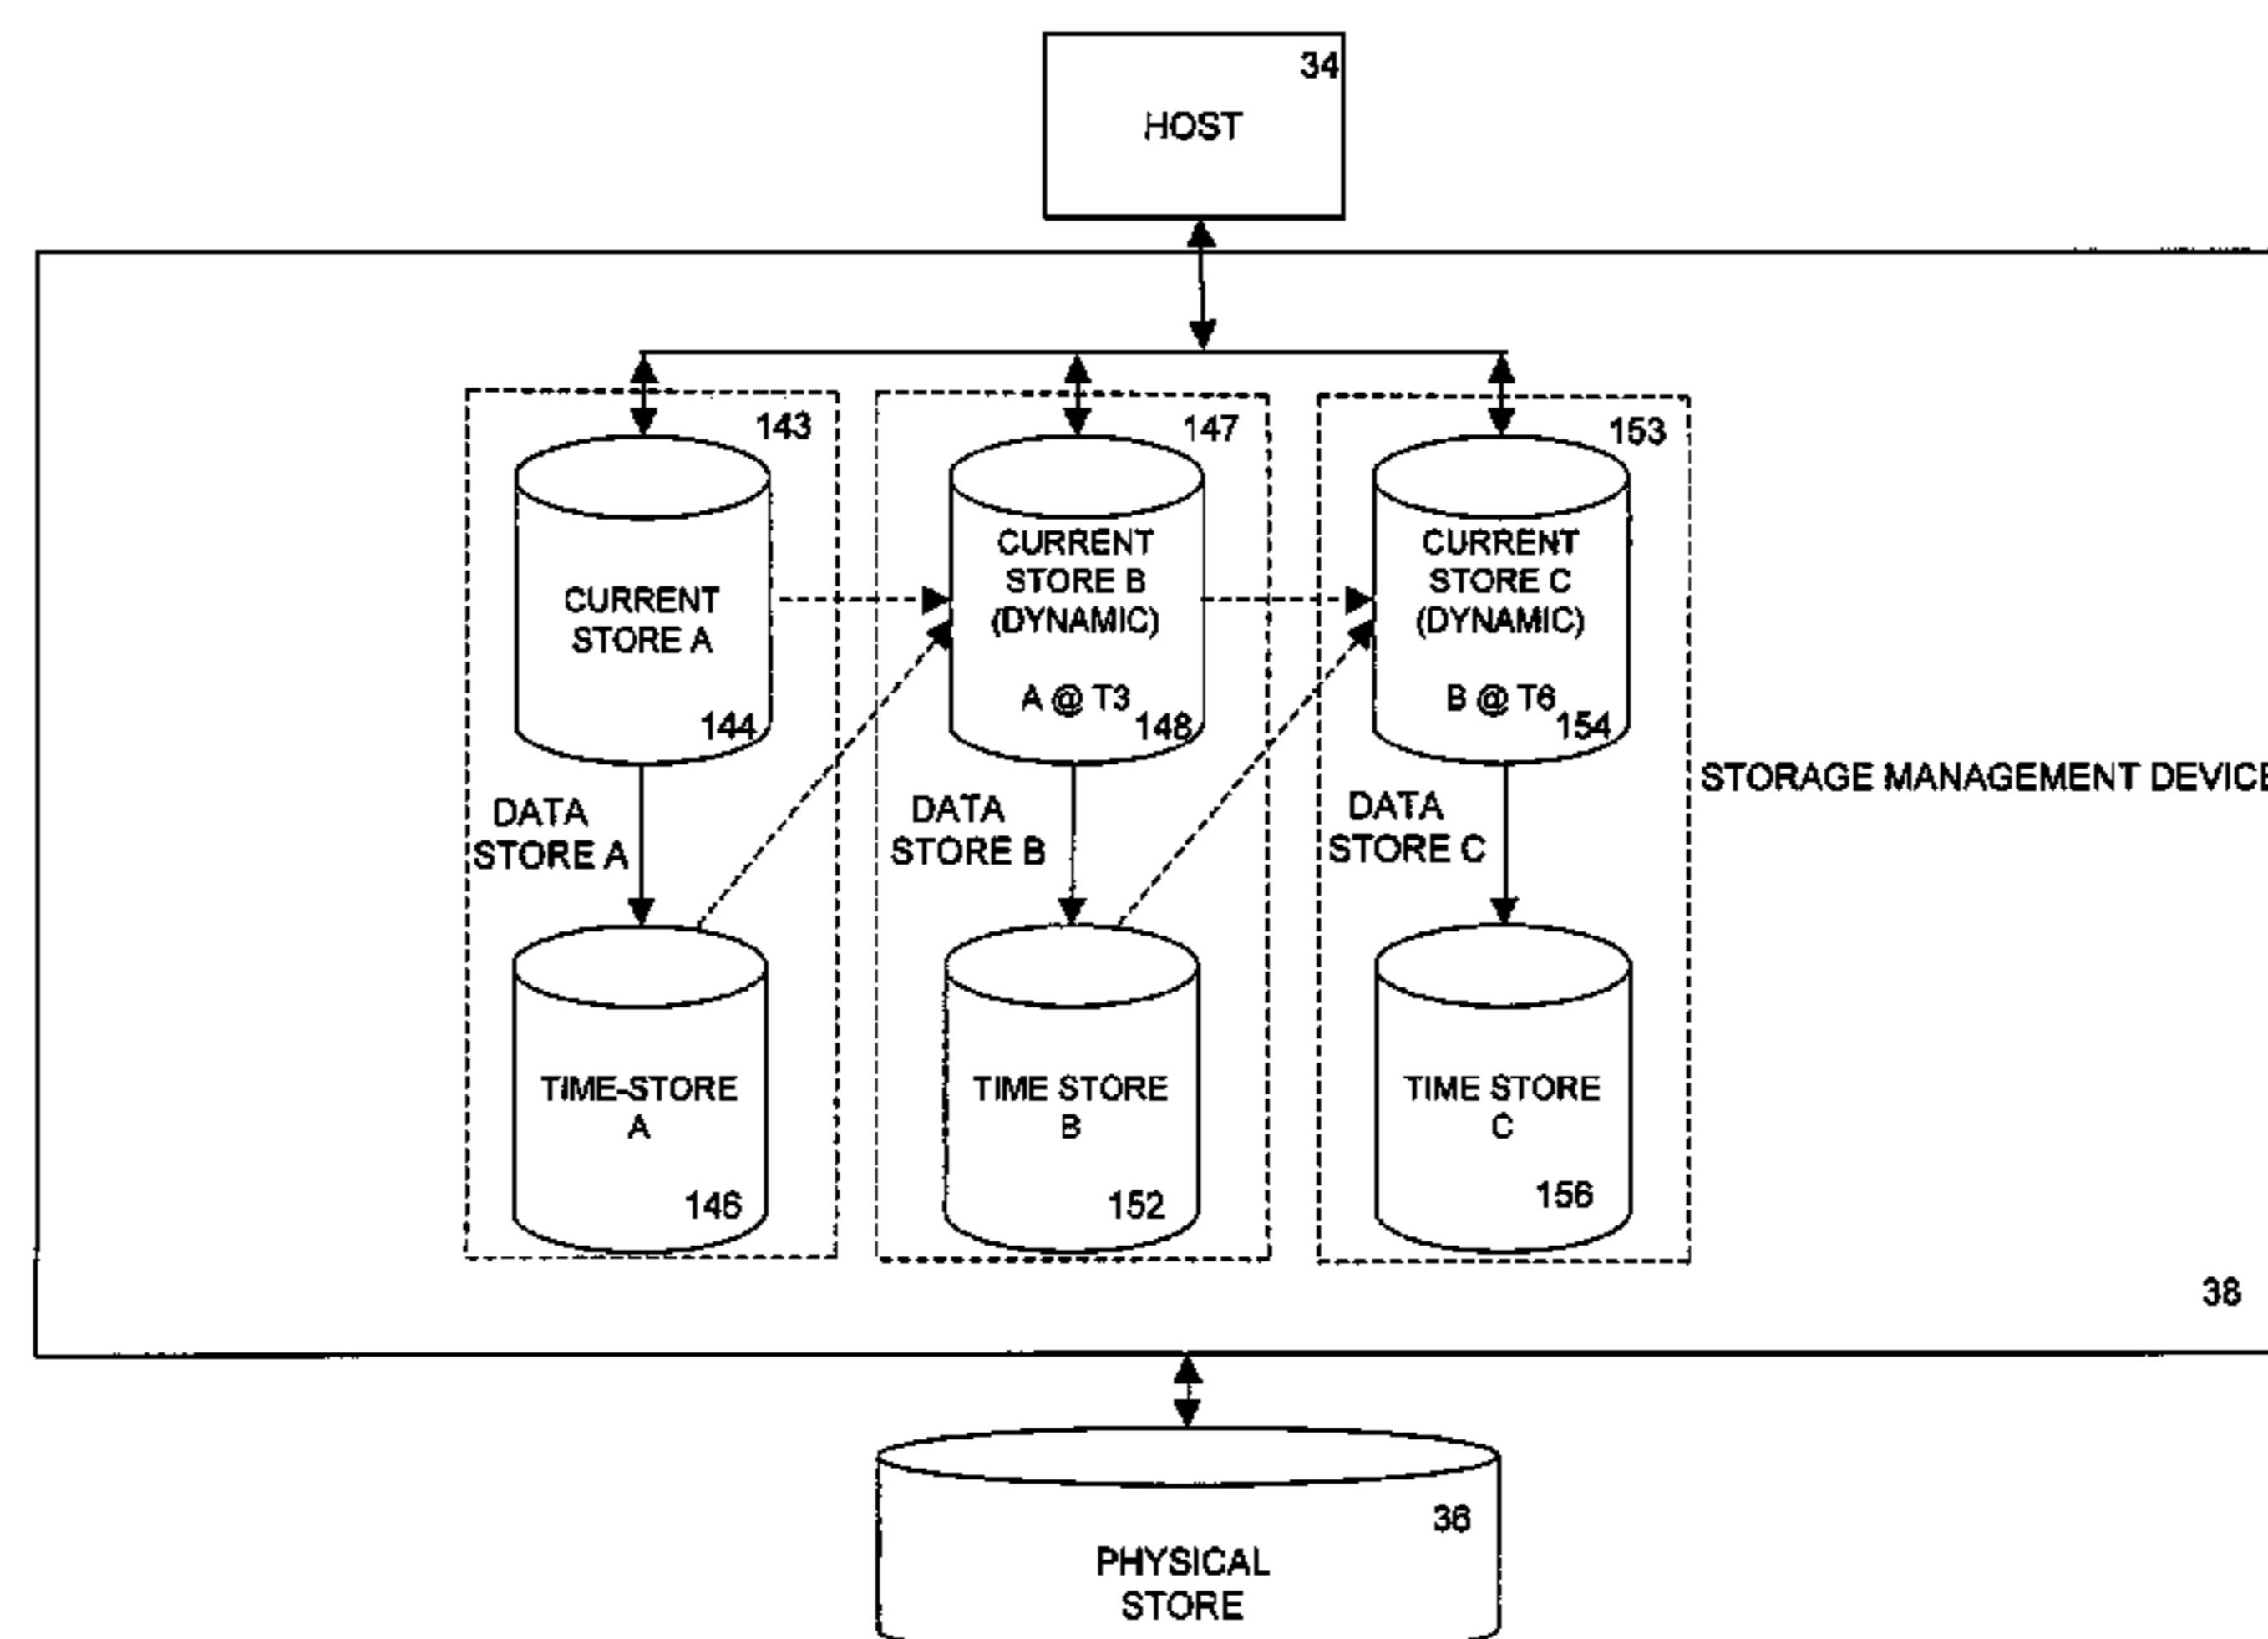 34
HOST
143
147
153
CURRENT
STORE A
144
CURRENT
STORE B
(DYNAMIC)
A @ T3
148
CURRENT
STORE C
(DYNAMIC)
B @ T6
154
STORAGE MANAGEMENT DEVICE
DATA
STORE A
DATA
STORE B
DATA
STORE C
TIME-STORE
A
146
TIME STORE
B
152
TIME STORE
C
156
38
36
PHYSICAL
STORE